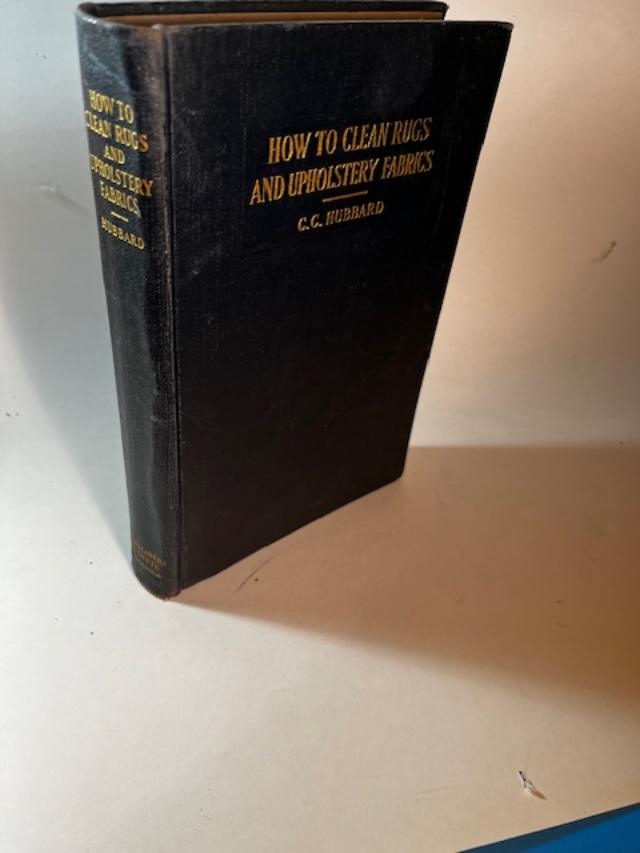 HOW TO
CLEAN RUGS
AND
UPHOLSTERY
FABRICS
HUBBARD
HOW TO CLEAN RUGS
AND UPHOLSTERY FABRICS
C.C. HUBBARD